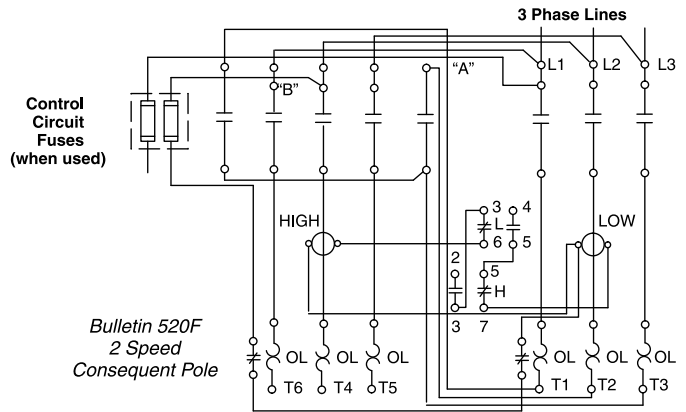 3 Phase Lines
"A"
L1
L2
L3
"B"
Control
Circuit
Fuses
(when used)
3
4
HIGH
L
LOW
6
5
2
5
H
3
7
Bulletin 520F
2 Speed
Consequent Pole
OL
OL
OL
OL
OL
OL
T6
T4
T5
T1
T2
T3